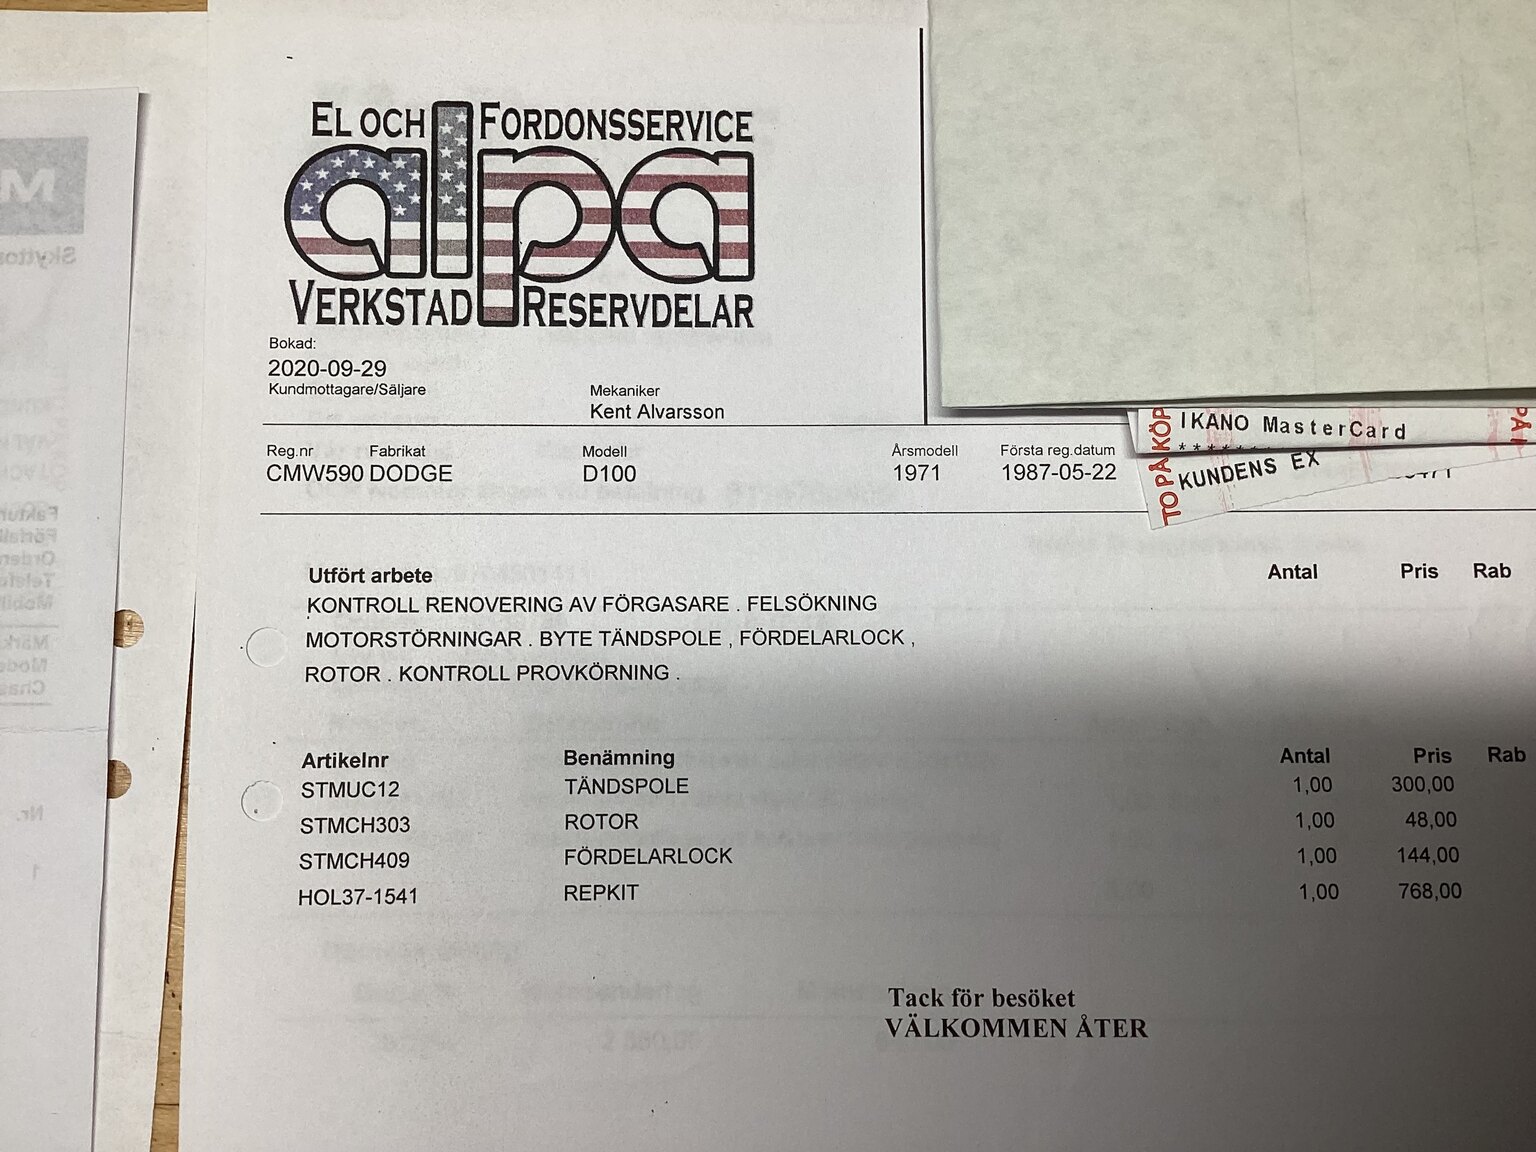 EL OCH FORDONSSERVICE
alpa
VERKSTAD RESERVDELAR
Bokad:
2020-09-29
Kundmottagare/Säljare Mekaniker
Kent Alvarsson
IKANO MasterCard
******
KUNDENS EX
Reg.nr Fabrikat Modell Årsmodell Första reg.datum
CMW590 DODGE D100 1971 1987-05-22
Utfört arbete Antal Pris Rab
KONTROLL RENOVERING AV FÖRGASARE . FELSÖKNING
MOTORSTÖRNINGAR . BYTE TÄNDSPOLE , FÖRDELARLOCK ,
ROTOR . KONTROLL PROVKÖRNING .
Artikelnr Benämning Antal Pris Rab
STMUC12 TÄNDSPOLE 1,00 300,00
STMCH303 ROTOR 1,00 48,00
STMCH409 FÖRDELARLOCK 1,00 144,00
HOL37-1541 REPKIT 1,00 768,00
Tack för besöket
VÄLKOMMEN ÅTER